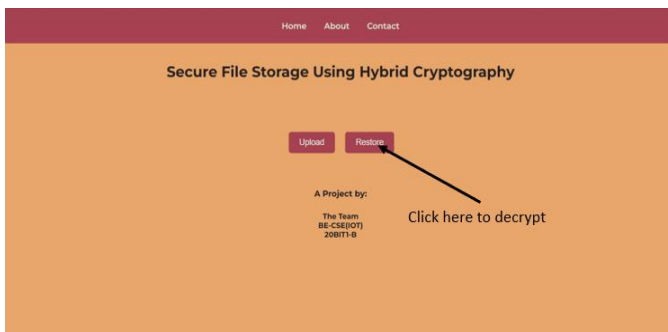 Home About Contact
Secure File Storage Using Hybrid Cryptography
Upload Restore
A Project by:
The Team
BE-CSE(IOT)
20BIT1-B
Click here to decrypt